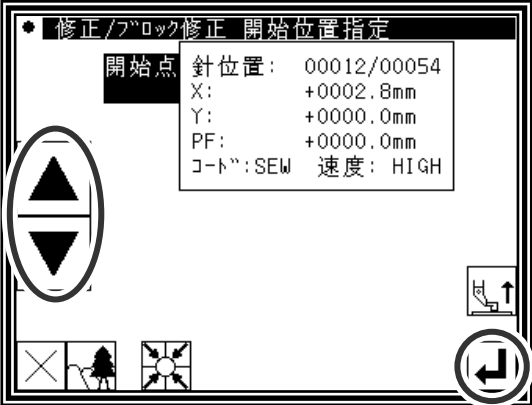 修正/ブロック修正 開始位置指定
開始点
針位置: 00012/00054
X: +0002.8mm
Y: +0000.0mm
PF: +0000.0mm
コード:SEW 速度: HIGH